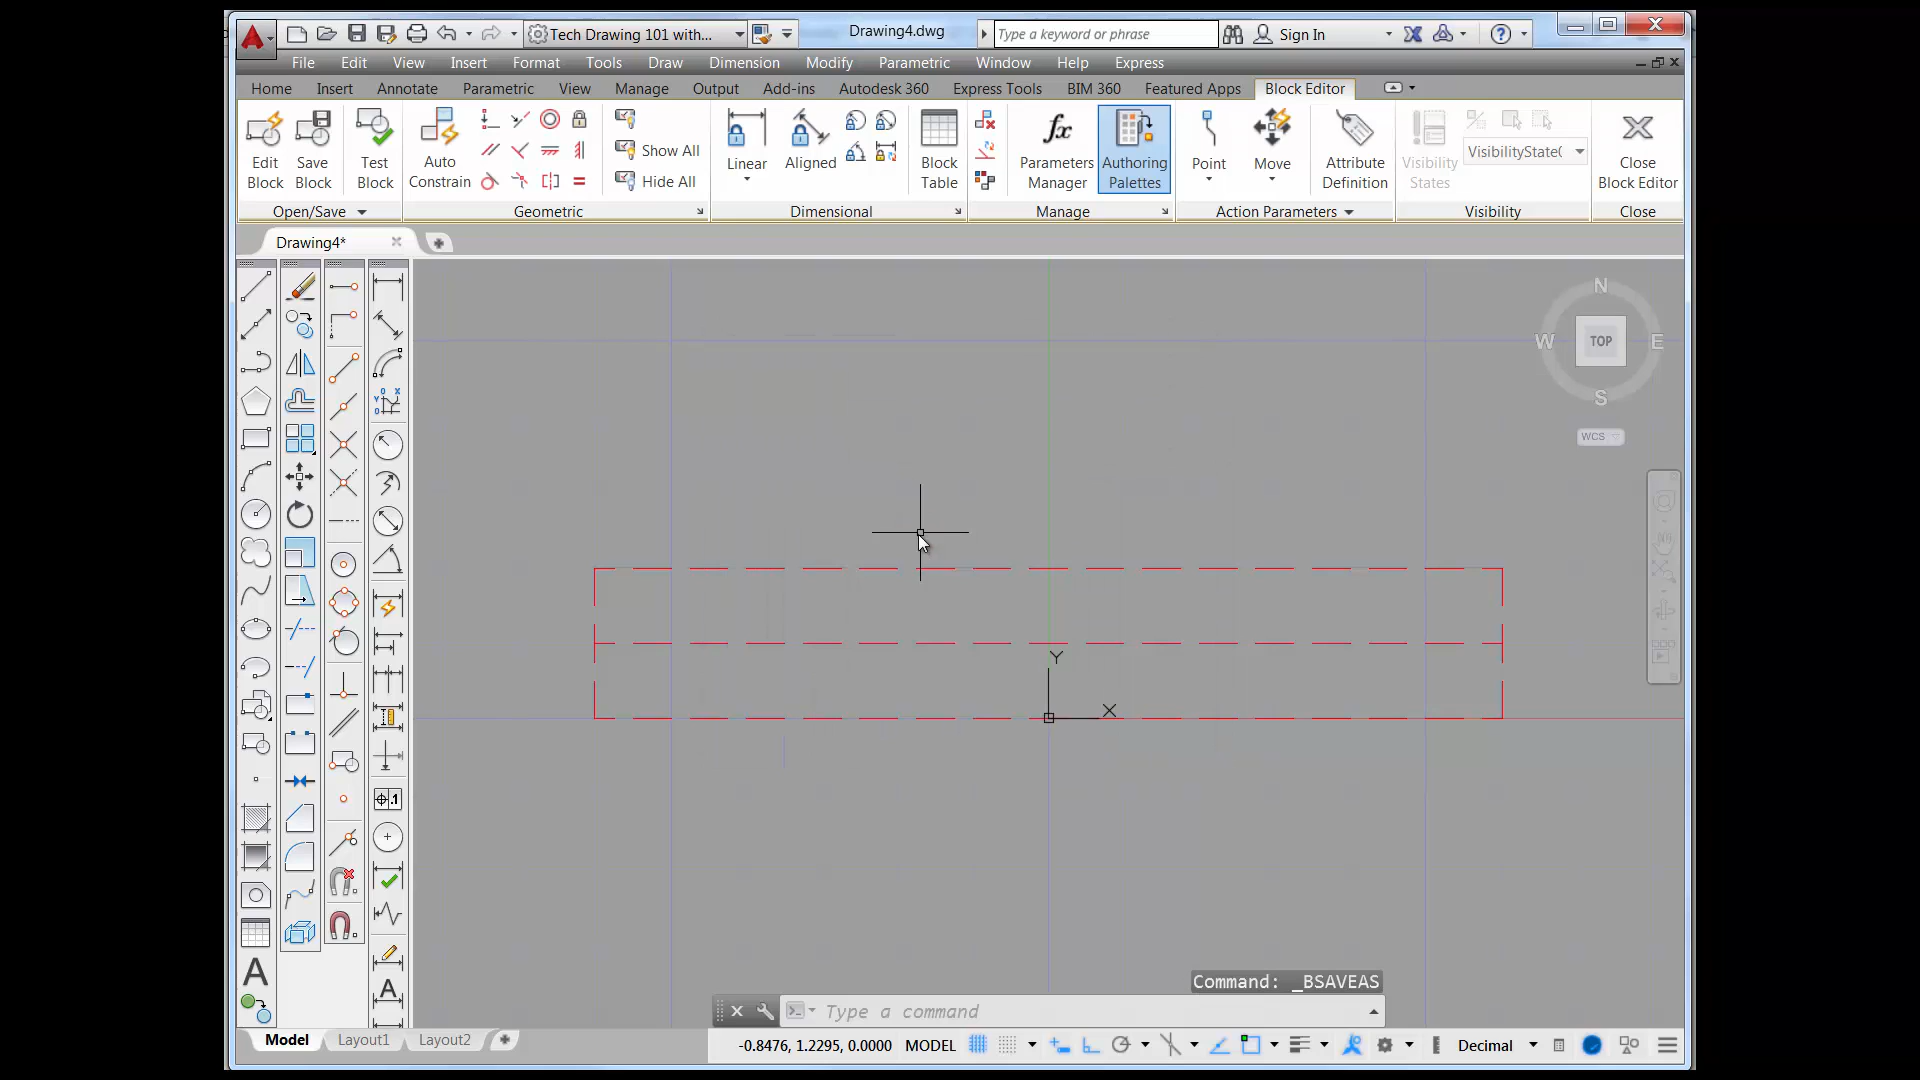 Tech Drawing 101 with...
Drawing4.dwg
Type a keyword or phrase
Sign In
File Edit View Insert Format Tools Draw Dimension Modify Parametric Window Help Express
Home Insert Annotate Parametric View Manage Output Add-ins Autodesk 360 Express Tools BIM 360 Featured Apps Block Editor
Edit Block
Save Block
Test Block
Auto Constrain
Show All
Hide All
Linear
Aligned
Block Table
Parameters Manager
Authoring Palettes
Point
Move
Attribute Definition
Visibility States
VisibilityState(
Close Block Editor
Open/Save
Geometric
Dimensional
Manage
Action Parameters
Visibility
Close
Drawing4*
N
W
TOP
E
S
WCS
Y
X
A
A
Command: _BSAVEAS
Type a command
Model Layout1 Layout2
-0.8476, 1.2295, 0.0000 MODEL
Decimal